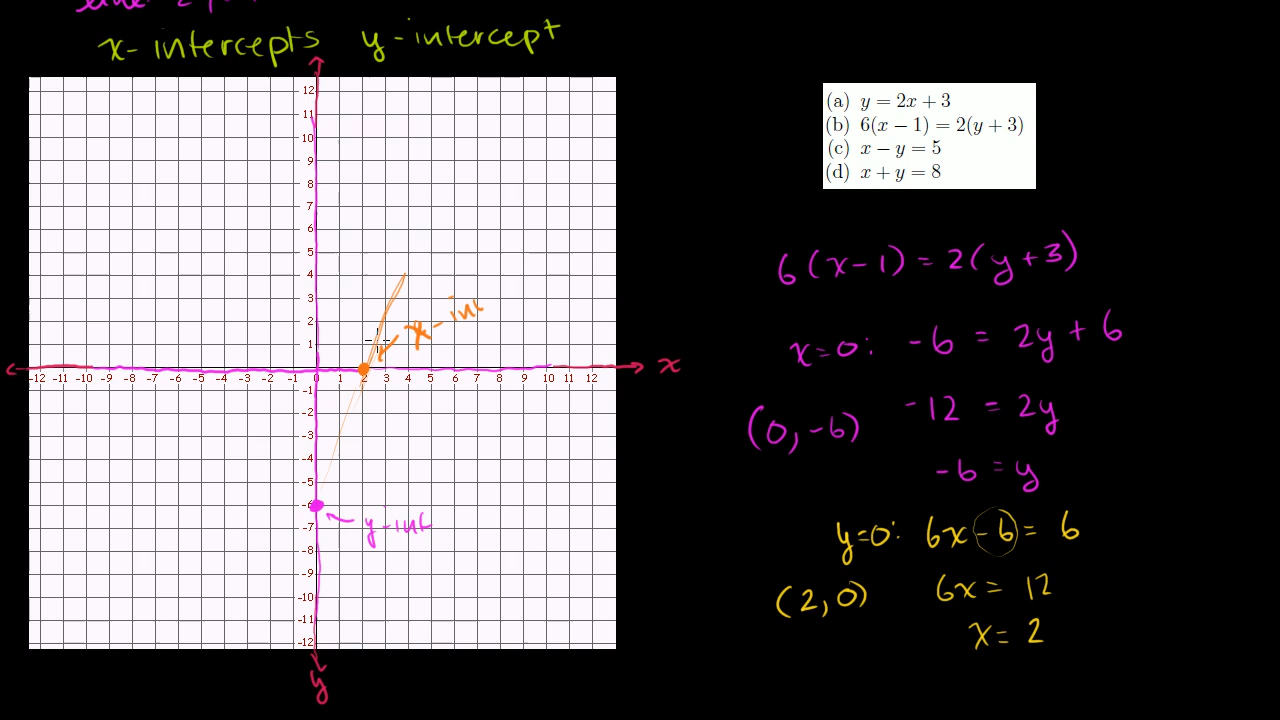 x-intercepts y-intercept
12
11
10
9
8
7
6
5
4
3
2
1
-12 -11 -10 -9 -8 -7 -6 -5 -4 -3 -2 -1 0 1 2 3 4 5 6 7 8 9 10 11 12
x
-1
-2
-3
-4
-5
-6
-7
-8
-9
-10
-11
-12
y
x-int
y-int
(a) y = 2x + 3
(b) 6(x − 1) = 2(y + 3)
(c) x − y = 5
(d) x + y = 8
6(x-1) = 2(y+3)
x=0: -6 = 2y + 6
-12 = 2y
(0,-6)
-6 = y
y=0: 6x-6 = 6
6x = 12
(2,0)
x = 2